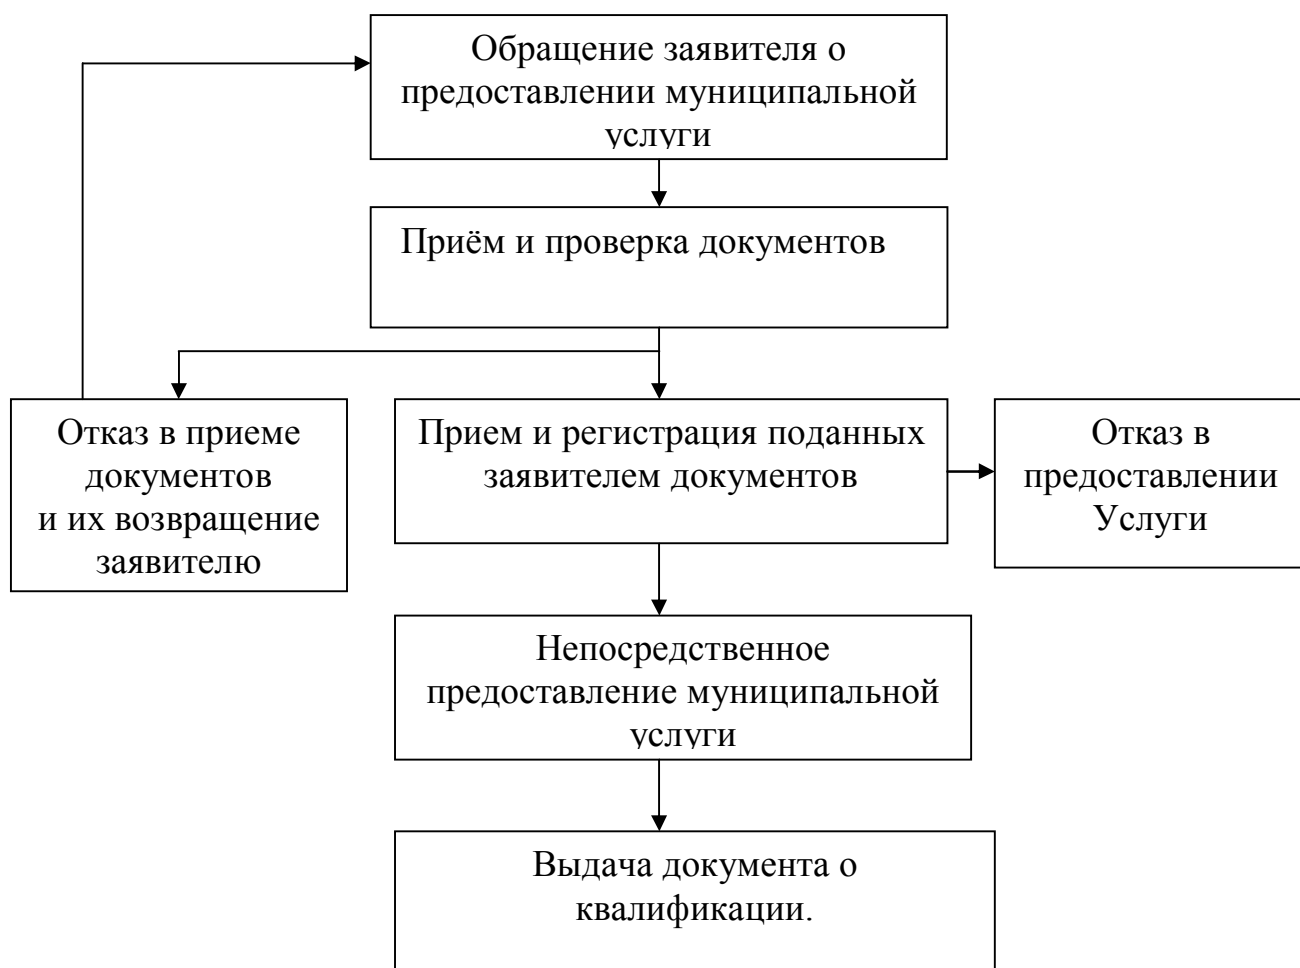 Обращение заявителя о
предоставлении муниципальной
услуги
Приём и проверка документов
Отказ в приеме
документов
и их возвращение
заявителю
Прием и регистрация поданных
заявителем документов
Отказ в
предоставлении
Услуги
Непосредственное
предоставление муниципальной
услуги
Выдача документа о
квалификации.